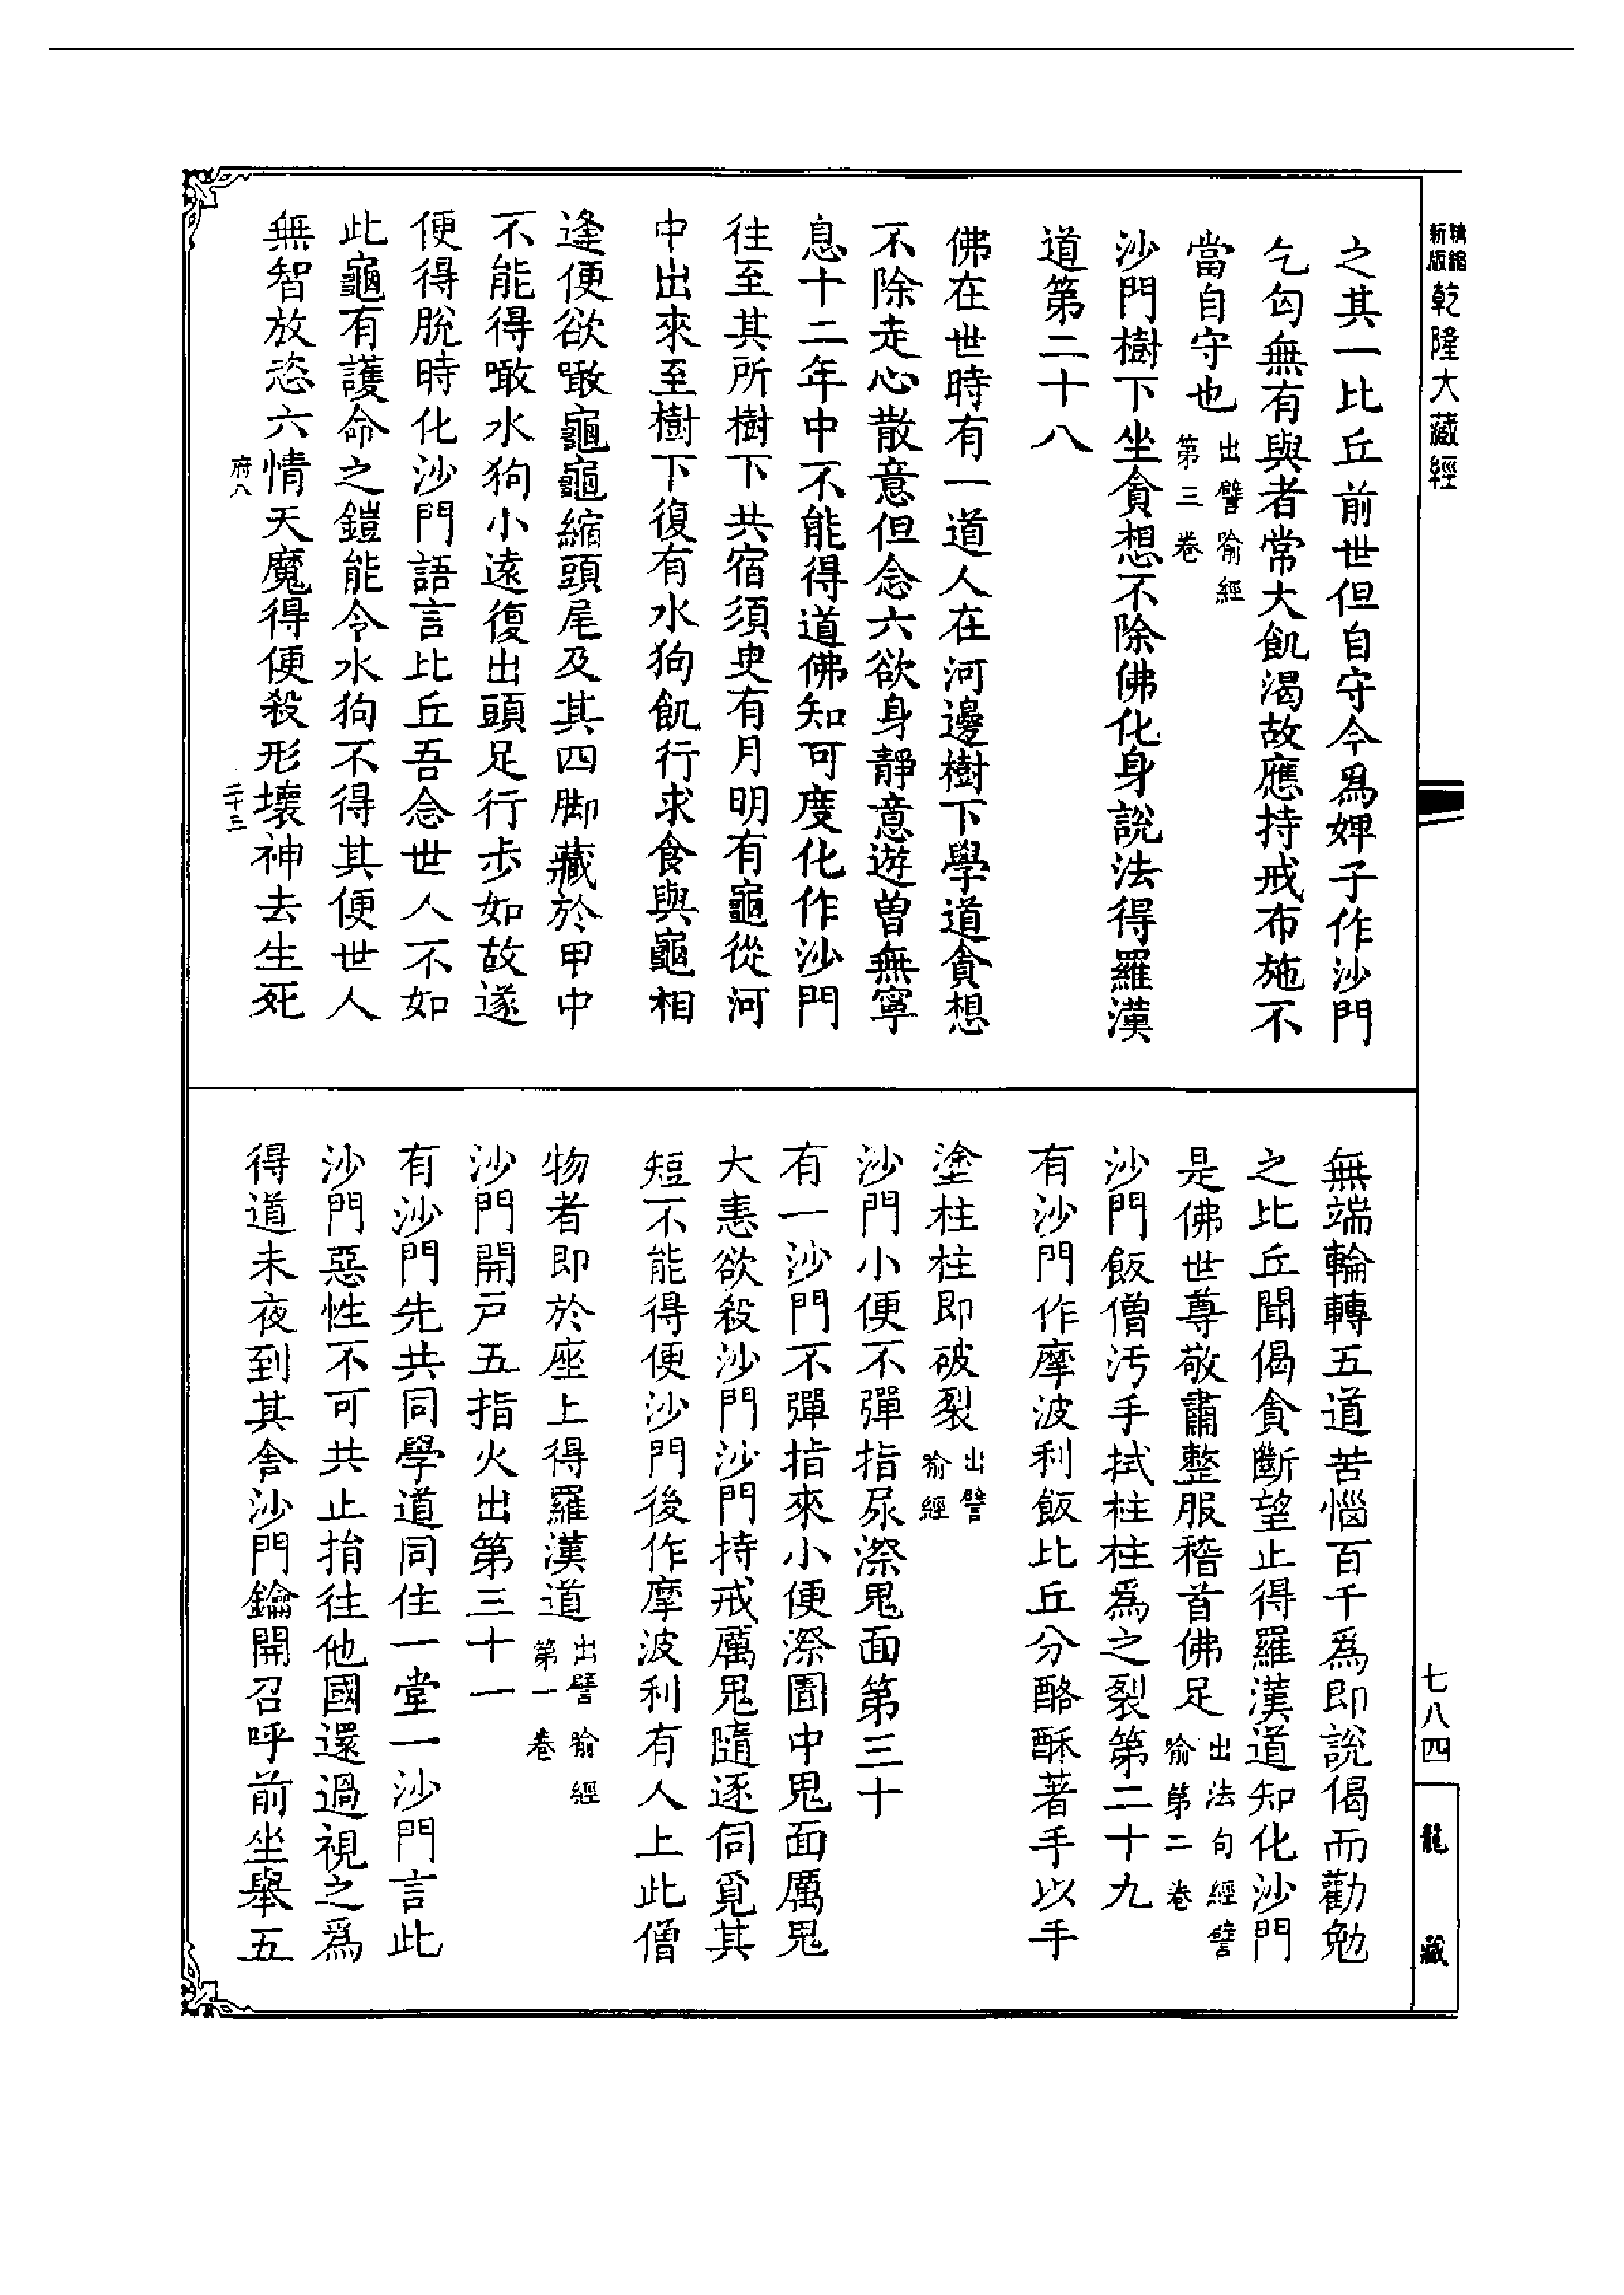 精縮新版乾隆大藏經
之其一比丘前世但自守今爲婢子作沙門
乞匃無有與者常大飢渴故應持戒布施不
當自守也出譬喻經第三卷
沙門樹下坐貪想不除佛化身說法得羅漢
道第二十八
佛在世時有一道人在河邊樹下學道貪想
不除走心散意但念六欲身靜意遊曾無寧
息十二年中不能得道佛知可度化作沙門
往至其所樹下共宿須臾有月明有龜從河
中出來至樹下復有水狗飢行求食與龜相
逢便欲噉龜龜縮頭尾及其四脚藏於甲中
不能得噉水狗小遠復出頭足行步如故遂
便得脫時化沙門語言比丘吾念世人不如
此龜有護命之鎧能令水狗不得其便世人
無智放恣六情天魔得便殺形壞神去生死
府八
二十三
無端輪轉五道苦惱百千爲即說偈而勸勉
之比丘聞偈貪斷望止得羅漢道知化沙門
是佛世尊敬肅整服稽首佛足出法句經譬喻第二卷
沙門飯僧汚手拭柱柱爲之裂第二十九
有沙門作摩波利飯比丘分酪酥著手以手
塗柱柱即破裂出譬喻經
沙門小便不彈指尿漈鬼面第三十
有一沙門不彈指來小便漈圊中鬼面厲鬼
大恚欲殺沙門沙門持戒厲鬼隨逐伺覓其
短不能得便沙門後作摩波利有人上此僧
物者即於座上得羅漢道出譬喻經第一卷
沙門開戶五指火出第三十一
有沙門先共同學道同住一堂一沙門言此
沙門惡性不可共止捐往他國還過視之爲
得道未夜到其舍沙門鑰開召呼前坐舉五
七八四
龍藏